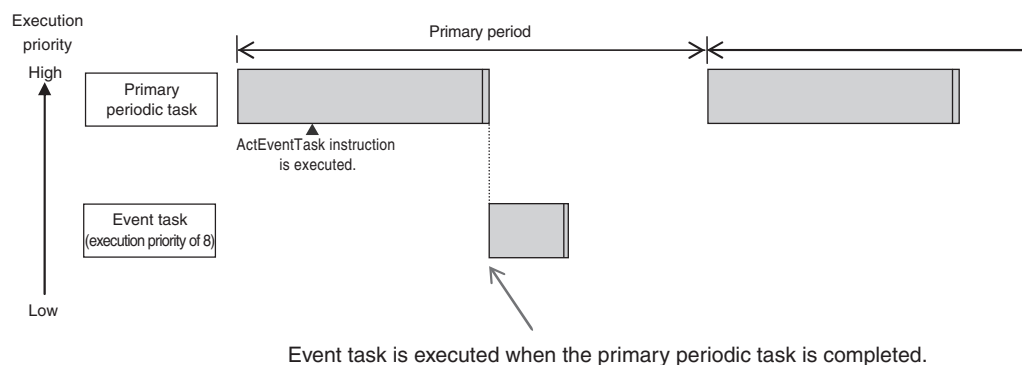 Execution
priority
High
Primary period
Primary
periodic task
ActEventTask instruction
is executed.
Event task
(execution priority of 8)
Low
Event task is executed when the primary periodic task is completed.